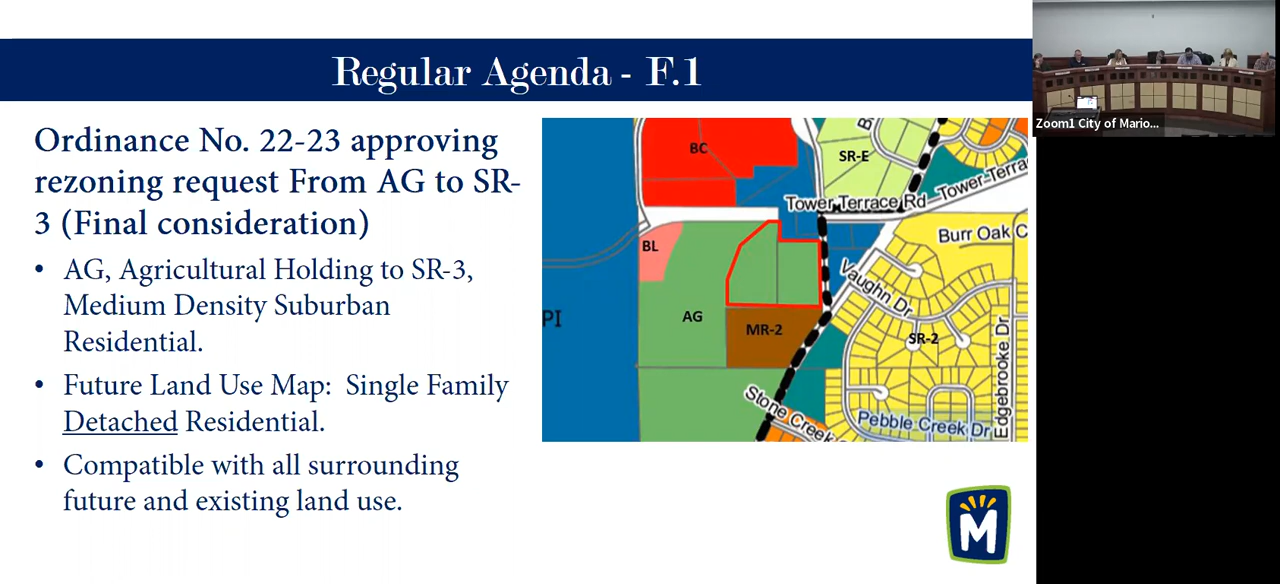 Regular Agenda - F.1
Ordinance No. 22-23 approving
rezoning request From AG to SR-
3 (Final consideration)
• AG, Agricultural Holding to SR-3,
Medium Density Suburban
Residential.
• Future Land Use Map: Single Family
Detached Residential.
• Compatible with all surrounding
future and existing land use.
BC
SR-E
Tower Terrace Rd
Tower-Terra
BL
Burr Oak C
Vaughn Dr
PI
AG
MR-2
SR-2
Edgebrooke Dr
Stone Creek
Pebble Creek Dr
M
Zoom1 City of Mario...